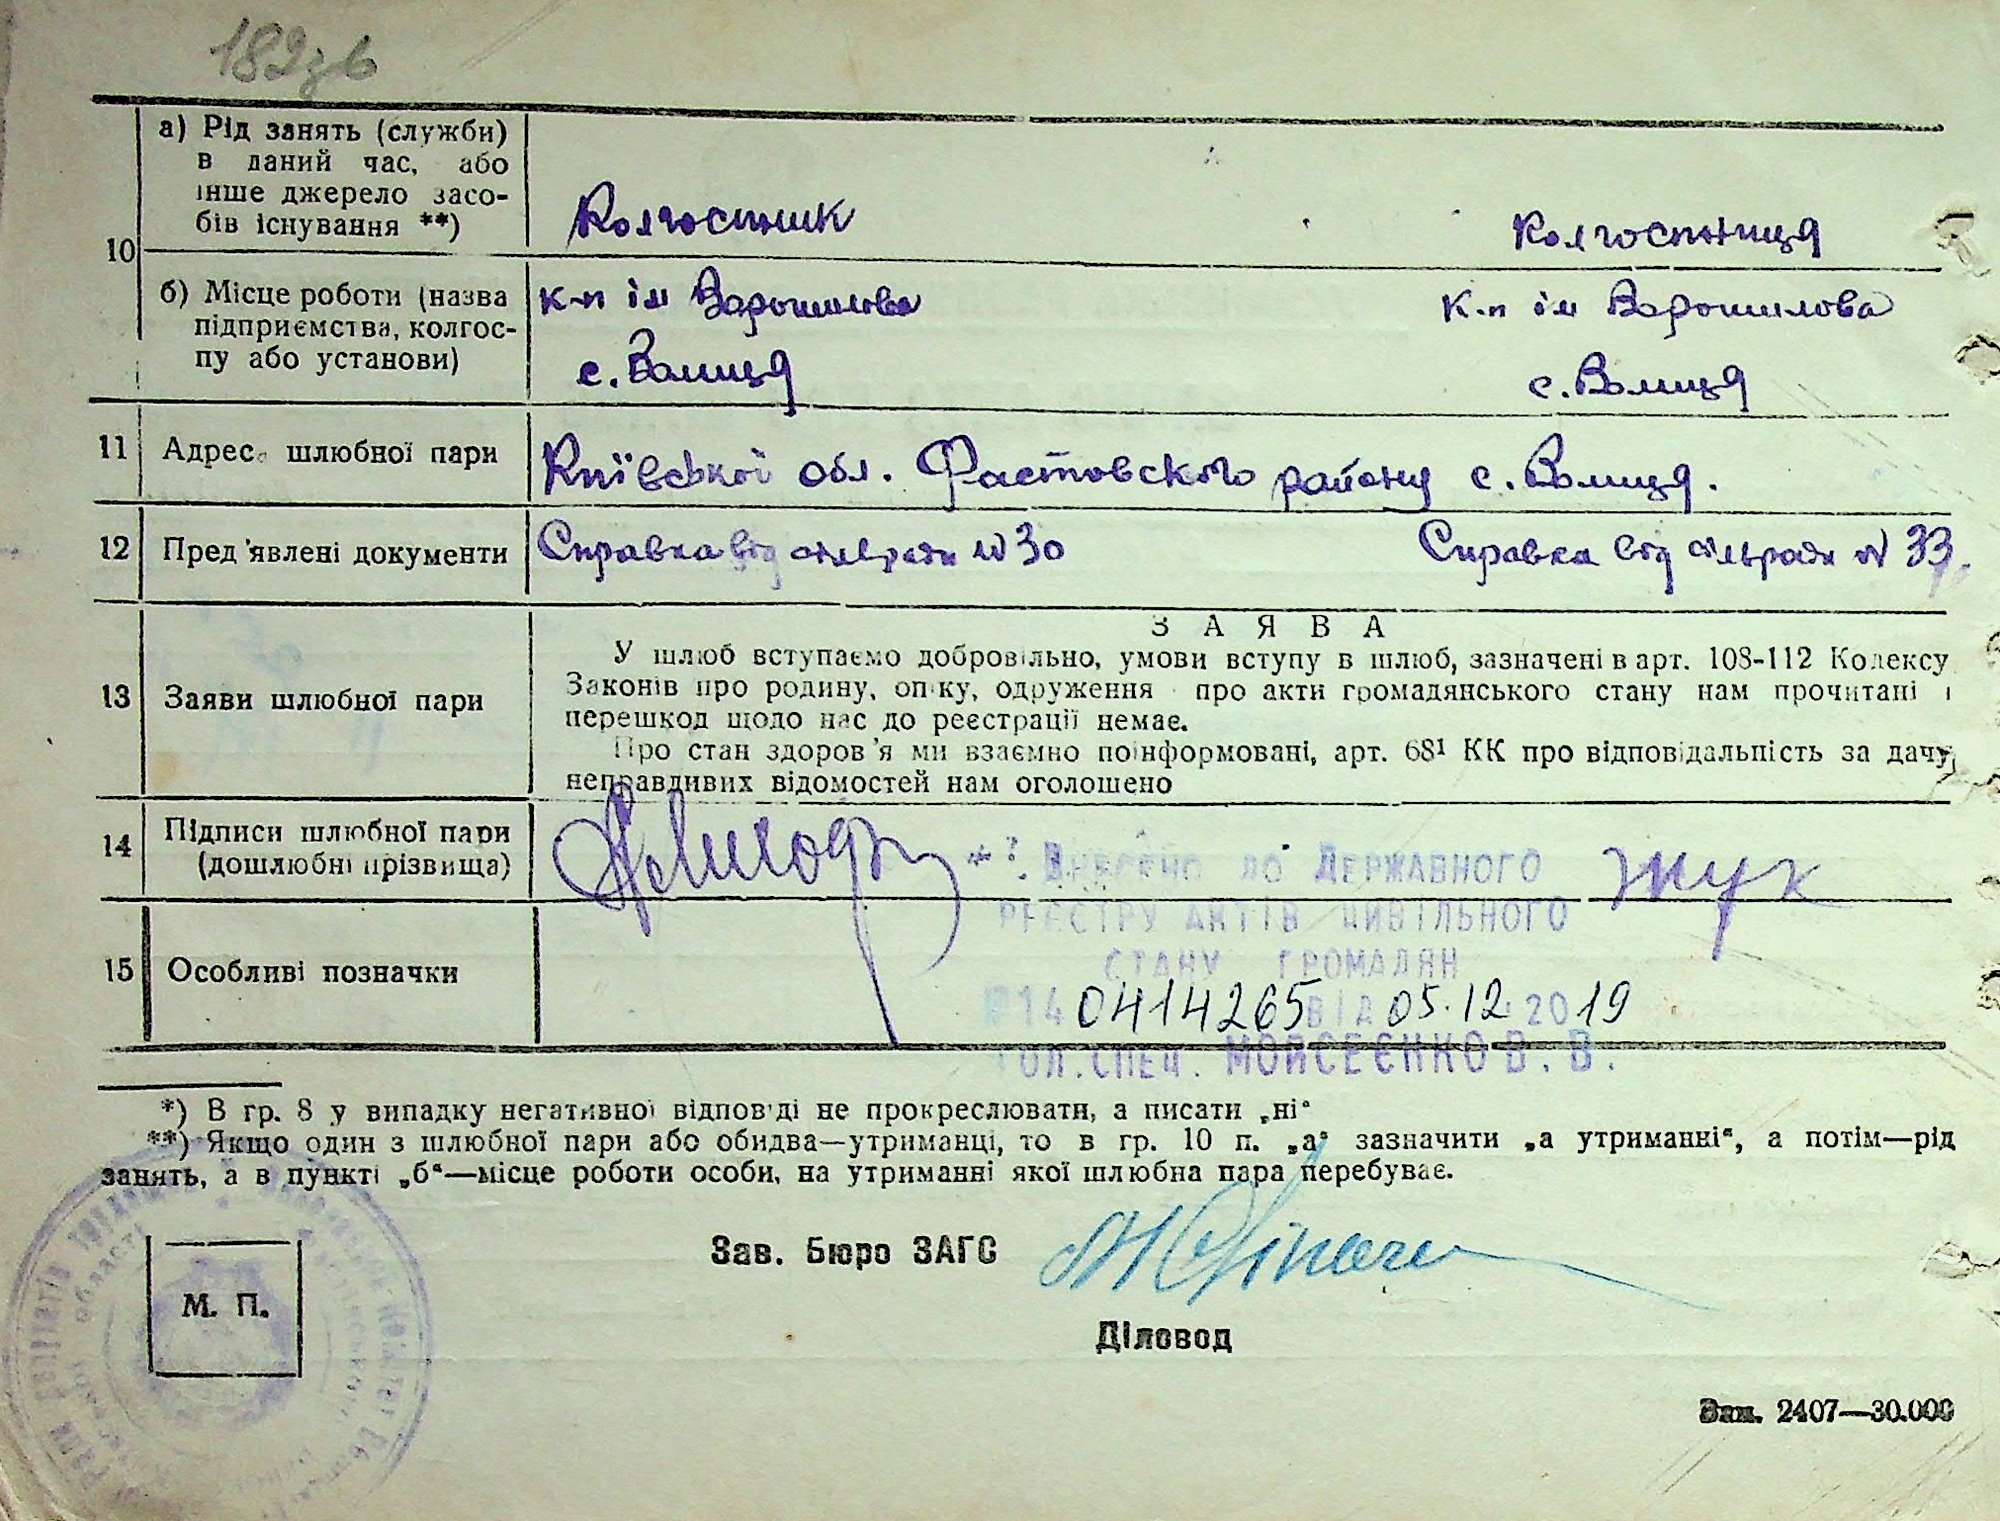 182зв
10
а) Рід занять (служби)
в даний час, або
інше джерело засо-
бів існування **)
Колгоспник
Колгоспниця
б) Місце роботи (назва
підприємства, колгос-
пу або установи)
к-п ім Ворошилова
с. Волиця
к-п ім Ворошилова
с. Волиця
11
Адреса шлюбної пари
Київської обл. Фастовского району с. Волиця.
12
Пред'явлені документи
Справка від сільради № 30
Справка від сільради № 33
13
Заяви шлюбної пари
ЗАЯВА
У шлюб вступаємо добровільно, умови вступу в шлюб, зазначені в арт. 108-112 Кодексу
Законів про родину, опіку, одруження про акти громадянського стану нам прочитані і
перешкод щодо нас до реєстрації немає.
Про стан здоров'я ми взаємно поінформовані, арт. 68¹ КК про відповідальність за дачу
неправдивих відомостей нам оголошено
14
Підписи шлюбної пари
(дошлюбні прізвища)
Жук
15
Особливі позначки
Внесено до Державного
реєстру актів цивільного
стану громадян
№14 0414265 від 05.12.2019
Гол.спец. Мойсеєнко В. В.
*) В гр. 8 у випадку негативної відповіді не прокреслювати, а писати „ні“
**) Якщо один з шлюбної пари або обидва—утриманці, то в гр. 10 п. „а“ зазначити „а утриманні“, а потім—рід
занять, а в пункті „б“—місце роботи особи, на утриманні якої шлюбна пара перебуває.
Зав. Бюро ЗАГС
М. П.
Діловод
Зам. 2407—30.000